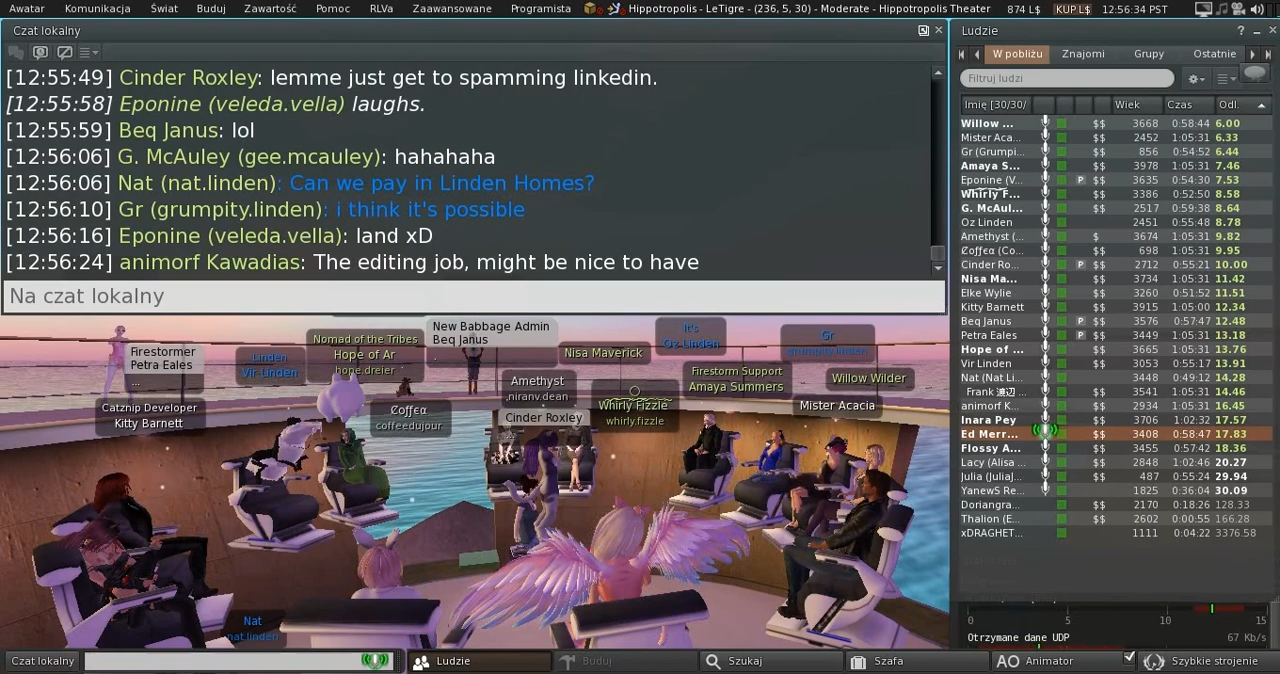 Awatar Komunikacja Świat Buduj Zawartość Pomoc RLVa Zaawansowane Programista Hippotropolis - LeTigre - (236, 5, 30) - Moderate - Hippotropolis Theater 874 L$ KUP L$ 12:56:34 PST
Czat lokalny
[12:55:49] Cinder Roxley: lemme just get to spamming linkedin.
[12:55:58] Eponine (veleda.vella) laughs.
[12:55:59] Beq Janus: lol
[12:56:06] G. McAuley (gee.mcauley): hahahaha
[12:56:06] Nat (nat.linden): Can we pay in Linden Homes?
[12:56:10] Gr (grumpity.linden): i think it's possible
[12:56:16] Eponine (veleda.vella): land xD
[12:56:24] animorf Kawadias: The editing job, might be nice to have
Na czat lokalny
Firestormer
Petra Eales
...
Linden
Vir Linden
Nomad of the Tribes
Hope of Ar
hope.dreier
New Babbage Admin
Beq Janus
Nisa Maverick
It's
Oz Linden
Gr
grumpity.linden
Catznip Developer
Kitty Barnett
Coffee
coffeedujour
Amethyst
.niranv.dean
Cinder Roxley
Whirly Fizzle
whirly.fizzle
Firestorm Support
Amaya Summers
Willow Wilder
Mister Acacia
Nat
nat.linden
Ludzie
W pobliżu Znajomi Grupy Ostatnie
Filtruj ludzi
Imię [30/30/ Wiek Czas Odl.
Willow ... $$ 3668 0:58:44 6.00
Mister Aca... $$ 2452 1:05:31 6.33
Gr (Grumpi... $$ 856 0:54:52 6.44
Amaya S... $$ 3978 1:05:31 7.46
Eponine (V... P $$ 3635 0:54:30 7.53
Whirly F... $$ 3386 0:52:50 8.58
G. McAul... $$ 2517 0:59:38 8.64
Oz Linden 2451 0:55:48 8.78
Amethyst (... $ 3674 1:05:31 9.82
Ȼoƒƒєα (Co... $$ 698 1:05:31 9.95
Cinder Ro... P 2712 0:55:21 10.00
Nisa Ma... $$ 3734 1:05:31 11.42
Elke Wylie $$ 3260 0:51:52 11.51
Kitty Barnett $$ 3915 1:05:00 12.34
Beq Janus P $$ 3576 0:57:47 12.48
Petra Eales P $$ 3449 1:05:31 13.18
Hope of ... $$ 3665 1:05:31 13.76
Vir Linden $$ 3053 0:55:17 13.91
Nat (Nat Li... 3448 0:49:12 14.28
Frank 渡辺 ... $$ 3541 1:05:31 14.46
animorf K... $$ 2934 1:05:31 16.45
Inara Pey $$ 3706 1:02:32 17.57
Ed Merr... $$ 3408 0:58:47 17.83
Flossy A... $$ 3455 0:57:42 18.36
Lacy (Alisa ... $$ 2848 1:02:46 20.27
Julia (JuliaJ... $$ 487 0:55:24 29.94
YanewS Re... 1825 0:36:04 30.09
Doriangra... $$ 2170 0:18:26 128.33
Thalion (E... $$ 2602 0:00:55 166.28
xDRAGHET... 1111 0:04:22 3376.58
0 5 10 15
Otrzymane dane UDP 67 Kb/s
Czat lokalny Ludzie Buduj Szukaj Szafa AO Animator Szybkie strojenie